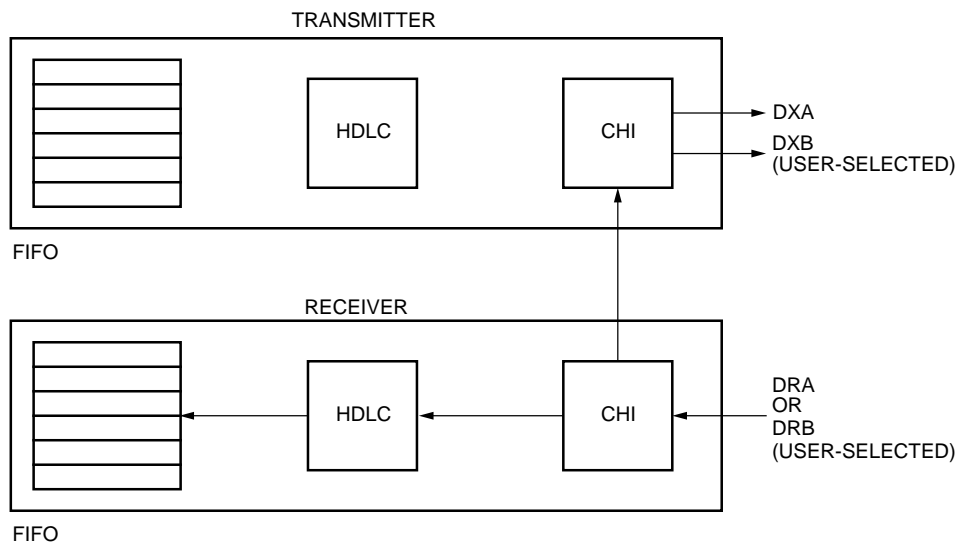 TRANSMITTER
HDLC
CHI
DXA
DXB
(USER-SELECTED)
FIFO
RECEIVER
HDLC
CHI
DRA
OR
DRB
(USER-SELECTED)
FIFO